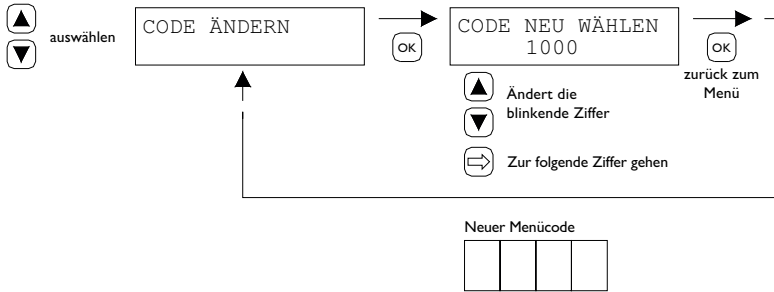 auswählen
CODE ÄNDERN
OK
CODE NEU WÄHLEN
1000
OK
zurück zum
Menü
Ändert die
blinkende Ziffer
Zur folgende Ziffer gehen
Neuer Menücode